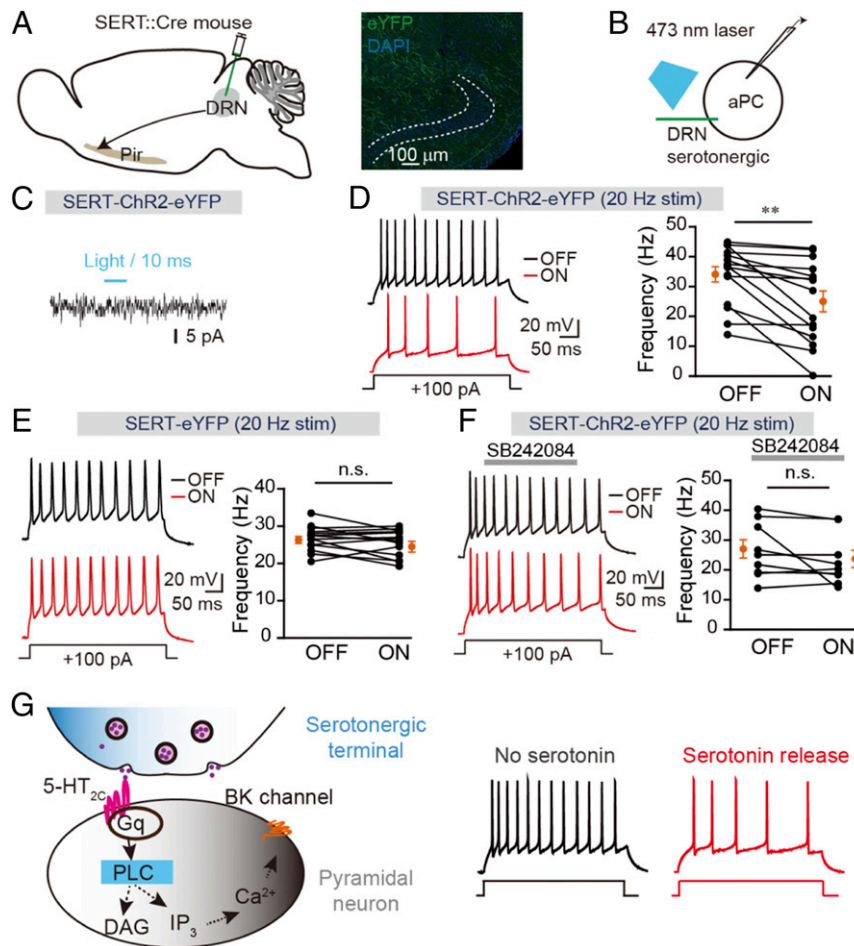 A
SERT::Cre mouse
DRN
Pir
eYFP
DAPI
100 μm
B
473 nm laser
aPC
DRN
serotonergic
C
SERT-ChR2-eYFP
Light / 10 ms
5 pA
D
SERT-ChR2-eYFP (20 Hz stim)
OFF
ON
20 mV
50 ms
+100 pA
**
Frequency (Hz)
50
40
30
20
10
0
OFF ON
E
SERT-eYFP (20 Hz stim)
OFF
ON
20 mV
50 ms
+100 pA
n.s.
Frequency (Hz)
40
30
20
10
0
OFF ON
F
SERT-ChR2-eYFP (20 Hz stim)
SB242084
OFF
ON
20 mV
50 ms
+100 pA
SB242084
n.s.
Frequency (Hz)
50
40
30
20
10
0
OFF ON
G
Serotonergic
terminal
5-HT2C
Gq
BK channel
PLC
Ca2+
IP3
DAG
Pyramidal
neuron
No serotonin
Serotonin release